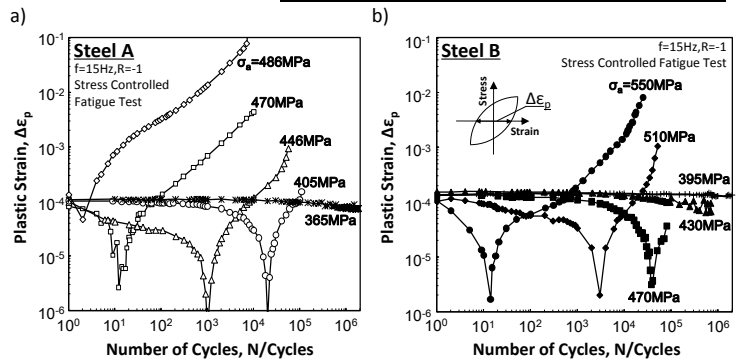 a)
Steel A
f=15Hz,R=-1
Stress Controlled
Fatigue Test
σa=486MPa
470MPa
446MPa
405MPa
365MPa
Plastic Strain, Δεp
10-1
10-2
10-3
10-4
10-5
10-6
100 101 102 103 104 105 106
Number of Cycles, N/Cycles
b)
Steel B
f=15Hz,R=-1
Stress Controlled Fatigue Test
Stress
Δεp
Strain
σa=550MPa
510MPa
395MPa
430MPa
470MPa
Plastic Strain, Δεp
10-1
10-2
10-3
10-4
10-5
10-6
100 101 102 103 104 105 106
Number of Cycles, N/Cycles